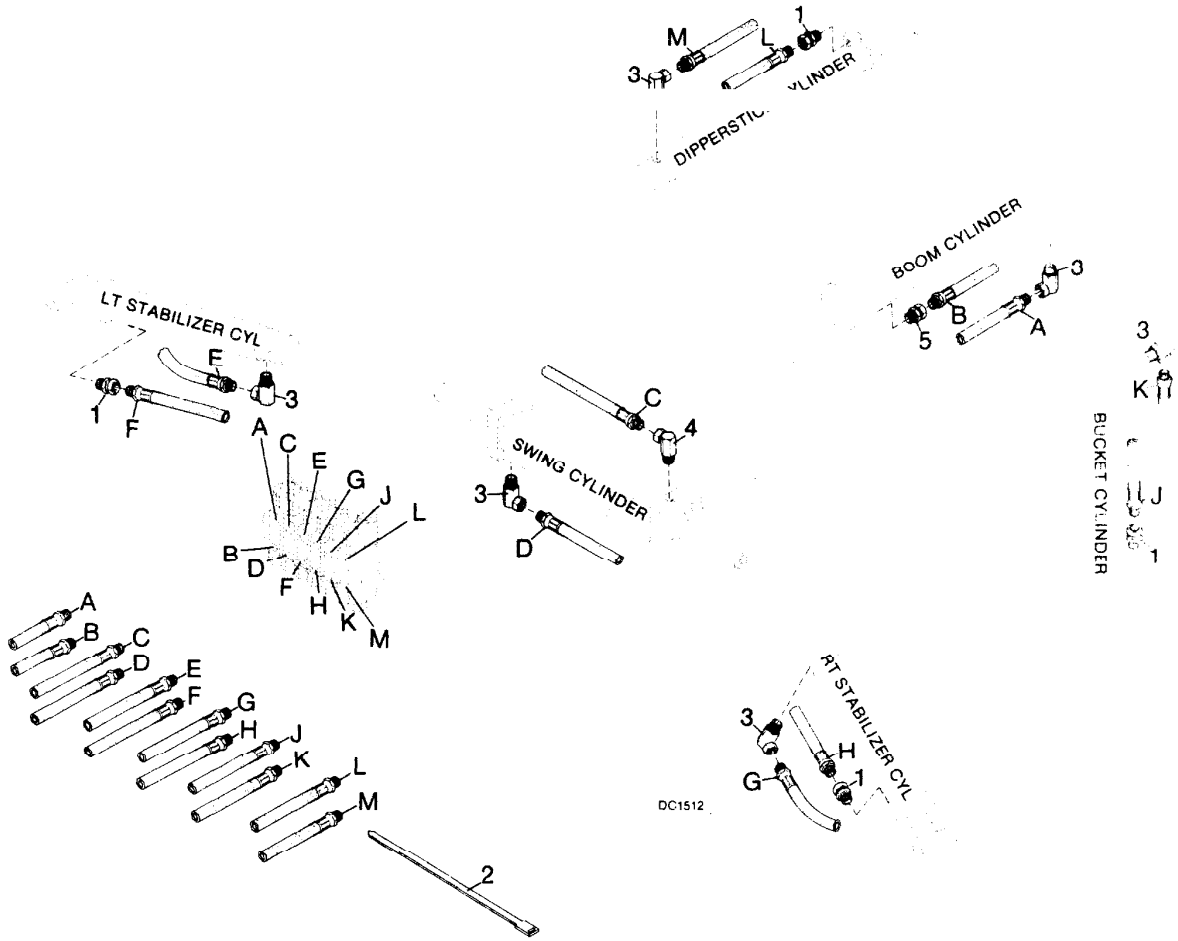 M
L
1
3
DIPPERSTIC
YLINDER
BOOM CYLINDER
3
B
5
A
LT STABILIZER CYL
E
3
1
F
3
K
J
1
BUCKET CYLINDER
C
4
SWING CYLINDER
3
D
A
C
E
G
J
L
B
D
F
H
K
M
A
B
C
D
E
F
G
H
J
K
L
M
2
RT STABILIZER CYL
3
H
G
1
DC1512